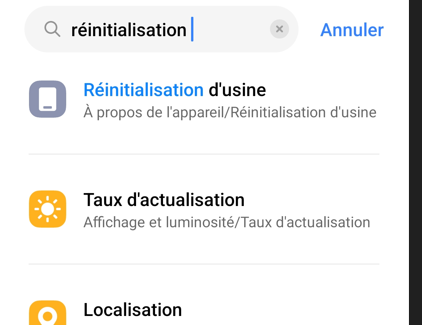 réinitialisation
Annuler
Réinitialisation d'usine
À propos de l'appareil/Réinitialisation d'usine
Taux d'actualisation
Affichage et luminosité/Taux d'actualisation
Localisation